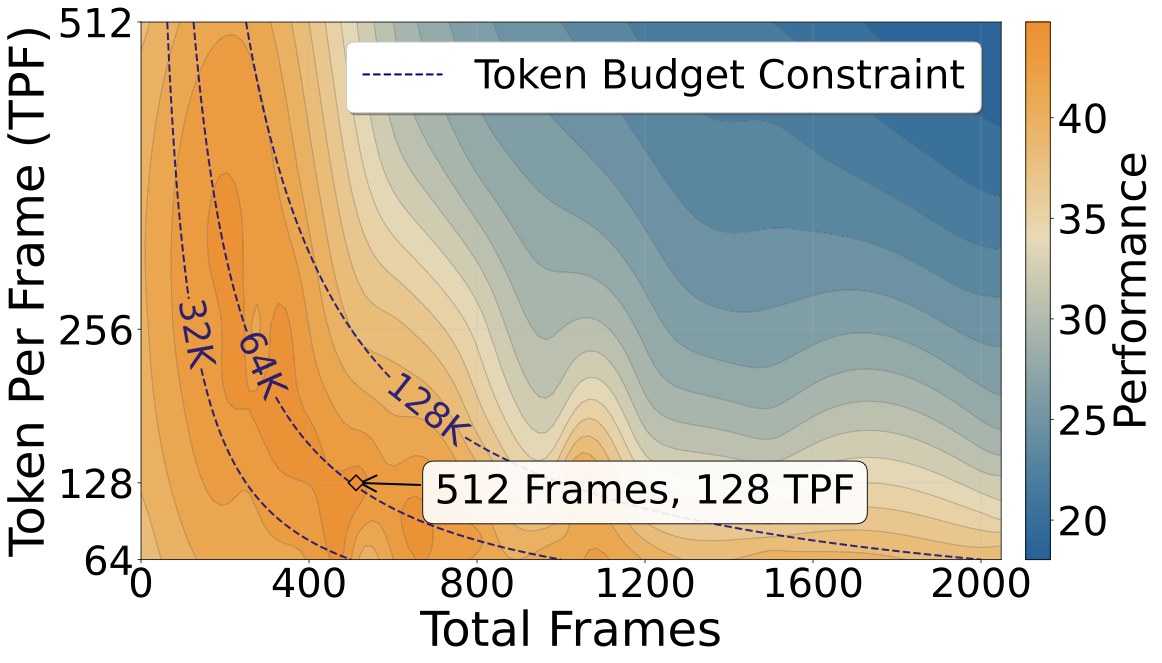 Token Per Frame (TPF)
512
256
128
64
Token Budget Constraint
32K
64K
128K
512 Frames, 128 TPF
0 400 800 1200 1600 2000
Total Frames
40
35
30
25
20
Performance